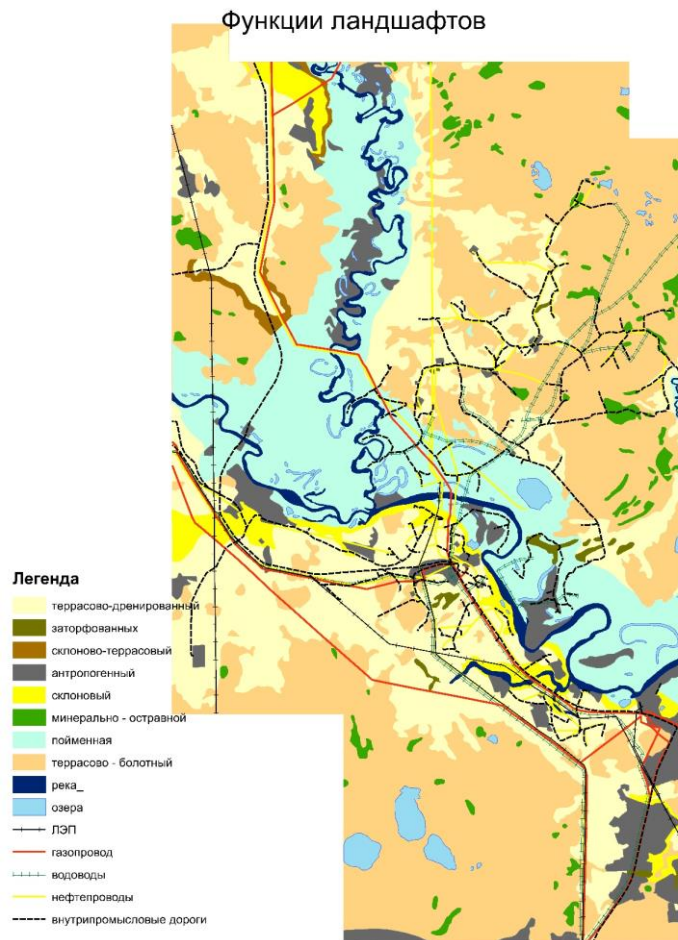 Функции ландшафтов
Легенда
террасово-дренированный
заторфованных
склоново-террасовый
антропогенный
склоновый
минерально - остравной
пойменная
террасово - болотный
река_
озера
ЛЭП
газопровод
водоводы
нефтепроводы
внутрипромысловые дороги